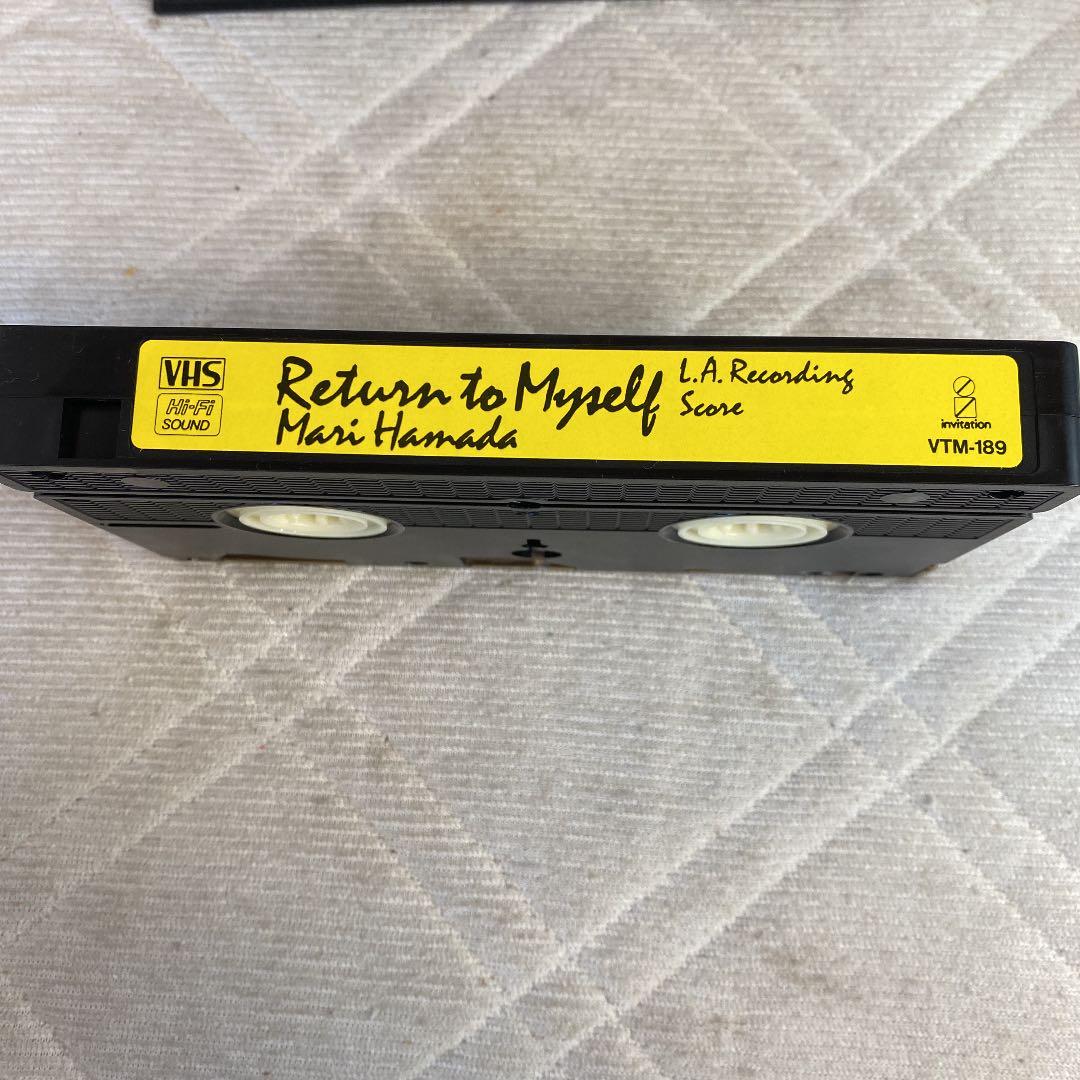 VHS
Hi-Fi
SOUND
Return to Myself
Mari Hamada
L.A. Recording
Score
invitation
VTM-189